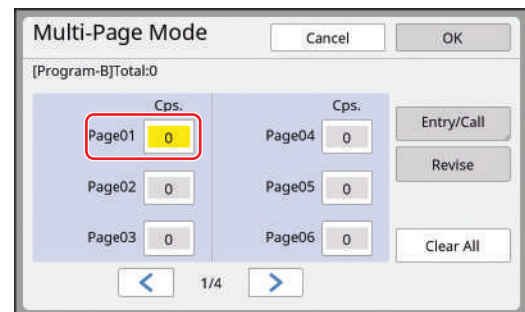 Multi-Page Mode
Cancel
OK
[Program-B]Total:0
Cps.
Cps.
Page01 0
Page04 0
Entry/Call
Page02 0
Page05 0
Revise
Page03 0
Page06 0
Clear All
< 1/4 >